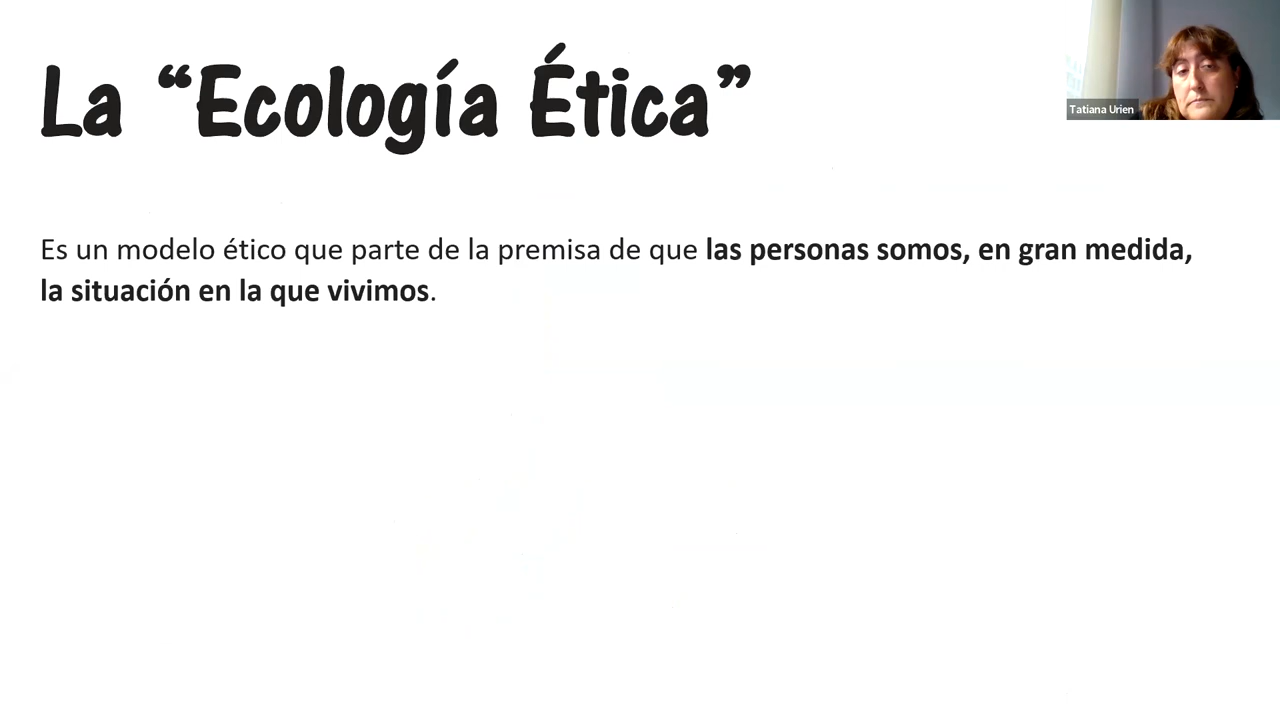 La “Ecología Ética”
Tatiana Urien
Es un modelo ético que parte de la premisa de que las personas somos, en gran medida,
la situación en la que vivimos.